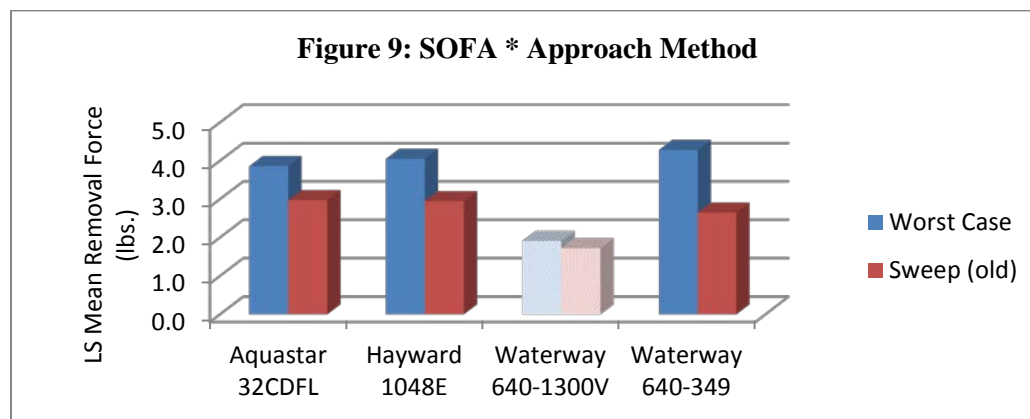 Figure 9: SOFA * Approach Method
LS Mean Removal Force
(lbs.)
5.0
4.0
3.0
2.0
1.0
0.0
Aquastar
32CDFL
Hayward
1048E
Waterway
640-1300V
Waterway
640-349
Worst Case
Sweep (old)